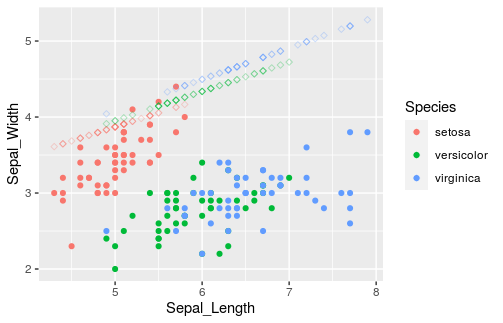 5
4
3
2
Sepal_Width
5
6
7
8
Sepal_Length
Species
setosa
versicolor
virginica